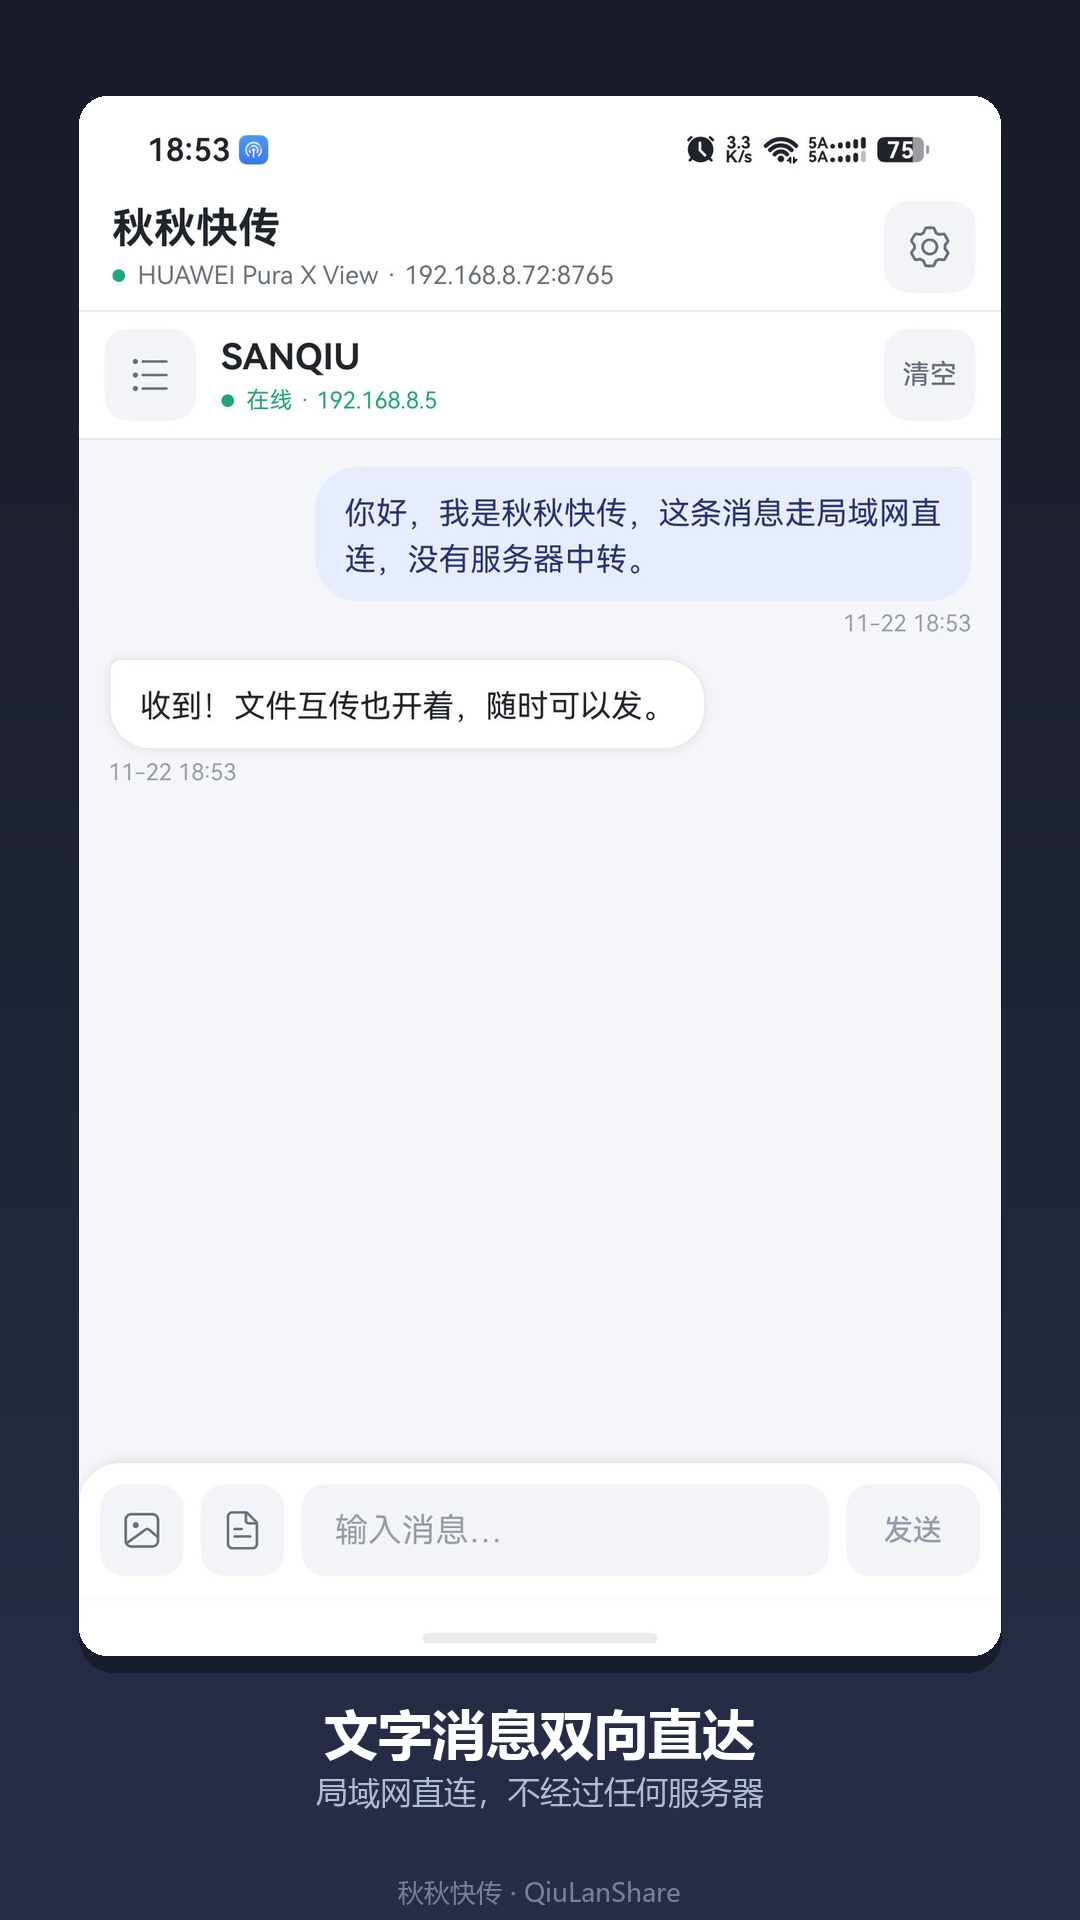 18:53
3.3
K/s
5A
5A
75
秋秋快传
HUAWEI Pura X View · 192.168.8.72:8765
SANQIU
在线 · 192.168.8.5
清空
你好，我是秋秋快传，这条消息走局域网直
连，没有服务器中转。
11-22 18:53
收到！文件互传也开着，随时可以发。
11-22 18:53
输入消息...
发送
文字消息双向直达
局域网直连，不经过任何服务器
秋秋快传 · QiuLanShare